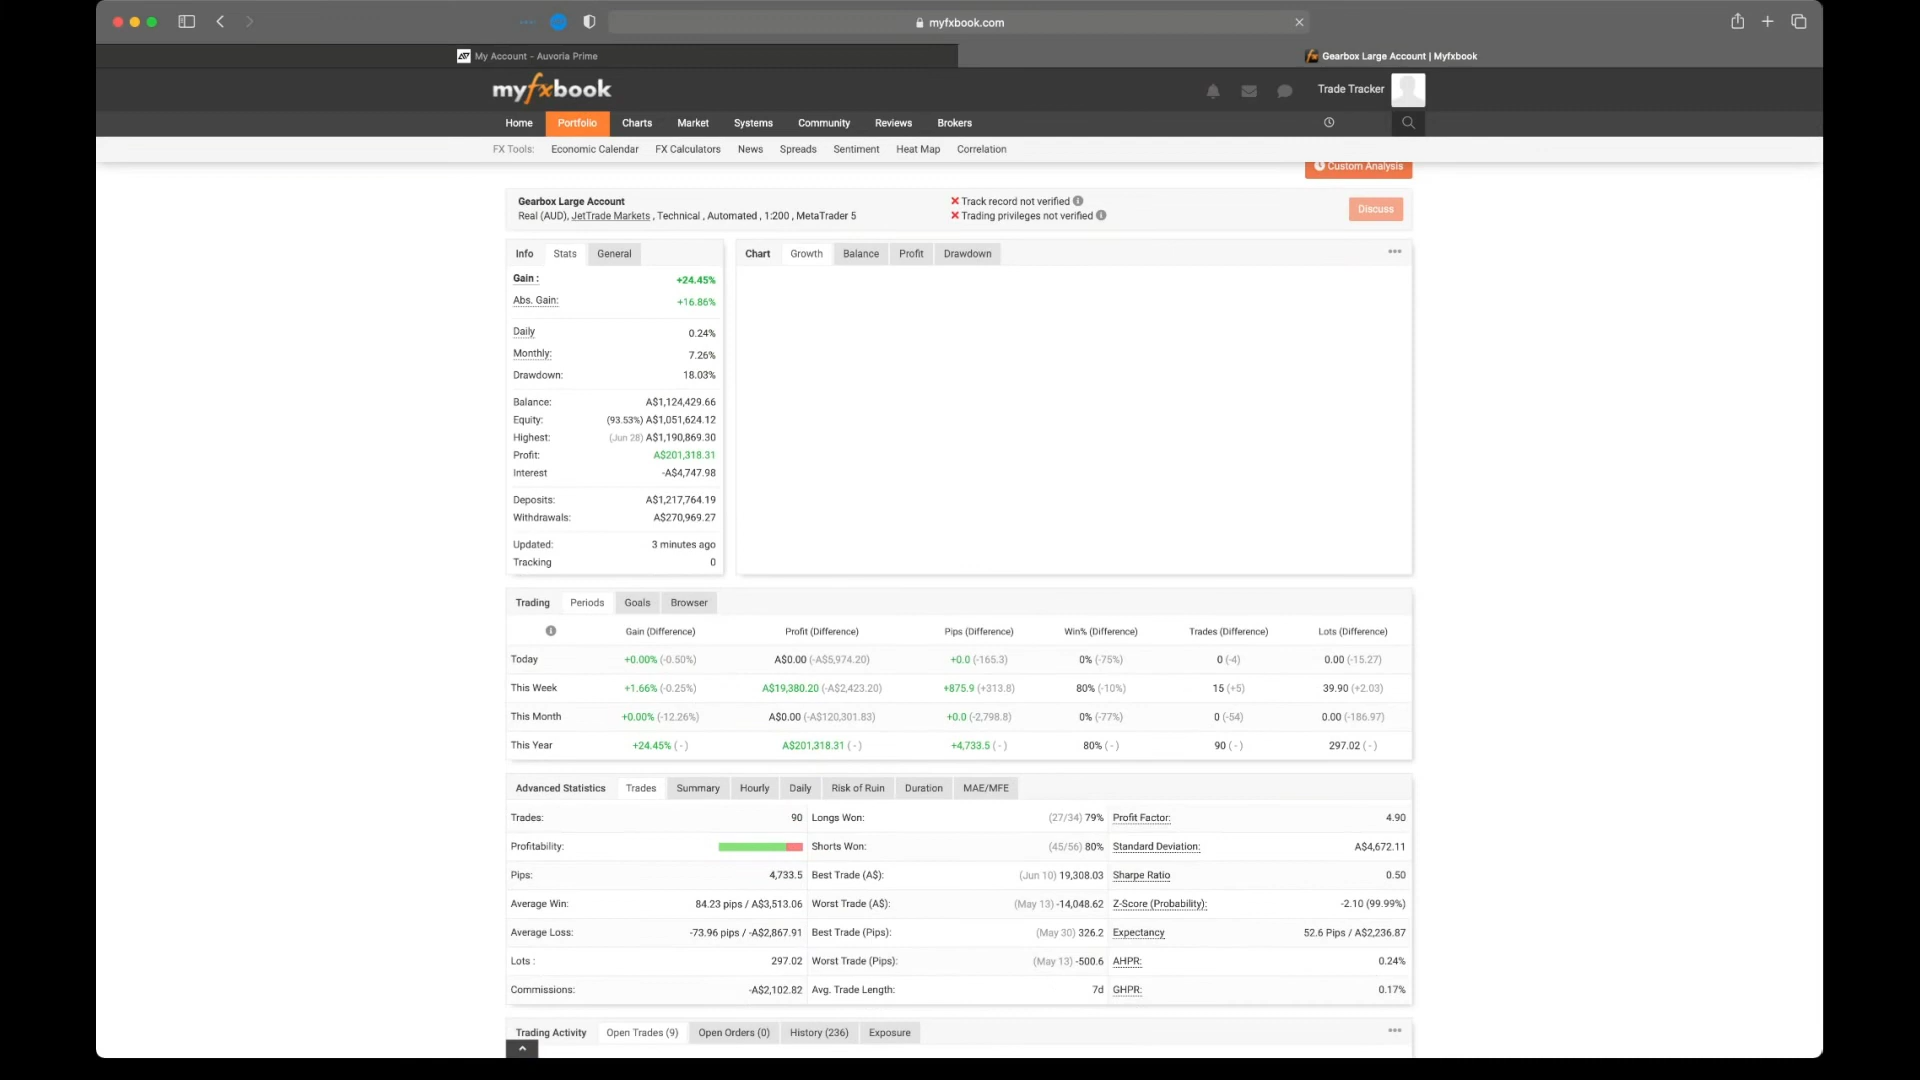 myfxbook.com
My Account - Auvoria Prime
Gearbox Large Account | Myfxbook
myfxbook
Trade Tracker
Home Portfolio Charts Market Systems Community Reviews Brokers
FX Tools: Economic Calendar FX Calculators News Spreads Sentiment Heat Map Correlation
Custom Analysis
Gearbox Large Account
Real (AUD), JetTrade Markets , Technical , Automated , 1:200 , MetaTrader 5
Track record not verified
Trading privileges not verified
Discuss
Info Stats General
Gain : +24.45%
Abs. Gain: +16.86%
Daily 0.24%
Monthly: 7.26%
Drawdown: 18.03%
Balance: A$1,124,429.66
Equity: (93.53%) A$1,051,624.12
Highest: (Jun 28) A$1,190,869.30
Profit: A$201,318.31
Interest -A$4,747.98
Deposits: A$1,217,764.19
Withdrawals: A$270,969.27
Updated: 3 minutes ago
Tracking 0
Chart Growth Balance Profit Drawdown
Trading Periods Goals Browser
Gain (Difference) Profit (Difference) Pips (Difference) Win% (Difference) Trades (Difference) Lots (Difference)
Today +0.00% (-0.50%) A$0.00 (-A$5,974.20) +0.0 (-165.3) 0% (-75%) 0 (-4) 0.00 (-15.27)
This Week +1.66% (-0.25%) A$19,380.20 (-A$2,423.20) +875.9 (+313.8) 80% (-10%) 15 (+5) 39.90 (+2.03)
This Month +0.00% (-12.26%) A$0.00 (-A$120,301.83) +0.0 (-2,798.8) 0% (-77%) 0 (-54) 0.00 (-186.97)
This Year +24.45% ( - ) A$201,318.31 ( - ) +4,733.5 ( - ) 80% ( - ) 90 ( - ) 297.02 ( - )
Advanced Statistics Trades Summary Hourly Daily Risk of Ruin Duration MAE/MFE
Trades: 90 Longs Won: (27/34) 79% Profit Factor: 4.90
Profitability: Shorts Won: (45/56) 80% Standard Deviation: A$4,672.11
Pips: 4,733.5 Best Trade (A$): (Jun 10) 19,308.03 Sharpe Ratio 0.50
Average Win: 84.23 pips / A$3,513.06 Worst Trade (A$): (May 13) -14,048.62 Z-Score (Probability): -2.10 (99.99%)
Average Loss: -73.96 pips / -A$2,867.91 Best Trade (Pips): (May 30) 326.2 Expectancy 52.6 Pips / A$2,236.87
Lots : 297.02 Worst Trade (Pips): (May 13) -500.6 AHPR: 0.24%
Commissions: -A$2,102.82 Avg. Trade Length: 7d GHPR: 0.17%
Trading Activity Open Trades (9) Open Orders (0) History (236) Exposure